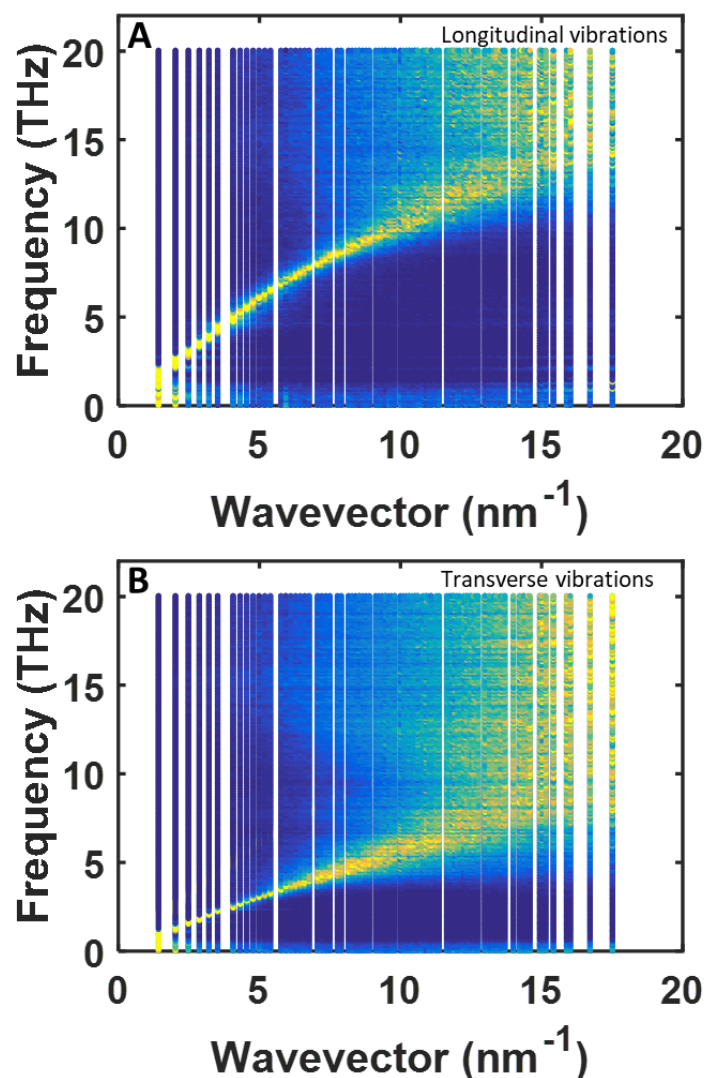 A
Longitudinal vibrations
20
15
10
5
0
Frequency (THz)
0 5 10 15 20
Wavevector (nm⁻¹)
B
Transverse vibrations
20
15
10
5
0
Frequency (THz)
0 5 10 15 20
Wavevector (nm⁻¹)